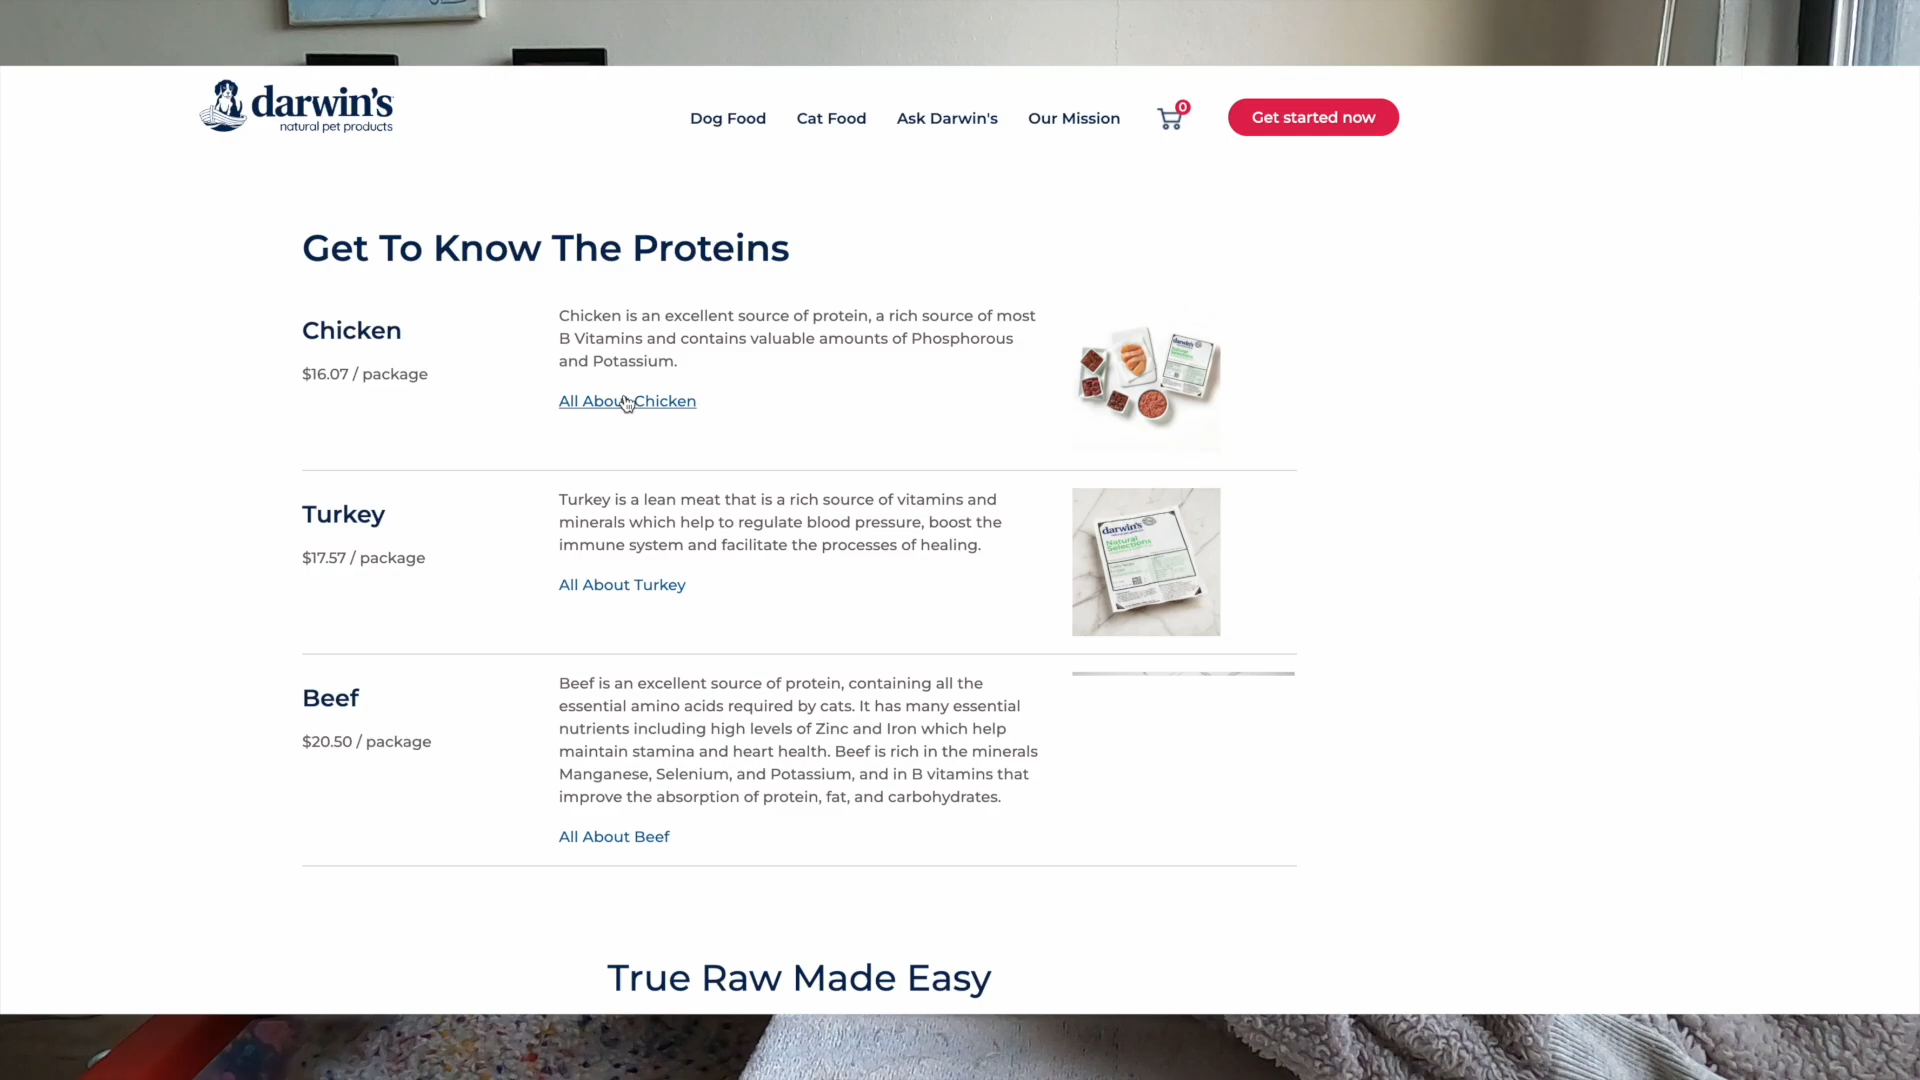 darwin's
natural pet products
Dog Food
Cat Food
Ask Darwin's
Our Mission
0
Get started now
Get To Know The Proteins
Chicken
$16.07 / package
Chicken is an excellent source of protein, a rich source of most
B Vitamins and contains valuable amounts of Phosphorous
and Potassium.
All About Chicken
darwin's
Turkey
$17.57 / package
Turkey is a lean meat that is a rich source of vitamins and
minerals which help to regulate blood pressure, boost the
immune system and facilitate the processes of healing.
All About Turkey
darwin's
Natural
Selections
Beef
$20.50 / package
Beef is an excellent source of protein, containing all the
essential amino acids required by cats. It has many essential
nutrients including high levels of Zinc and Iron which help
maintain stamina and heart health. Beef is rich in the minerals
Manganese, Selenium, and Potassium, and in B vitamins that
improve the absorption of protein, fat, and carbohydrates.
All About Beef
True Raw Made Easy